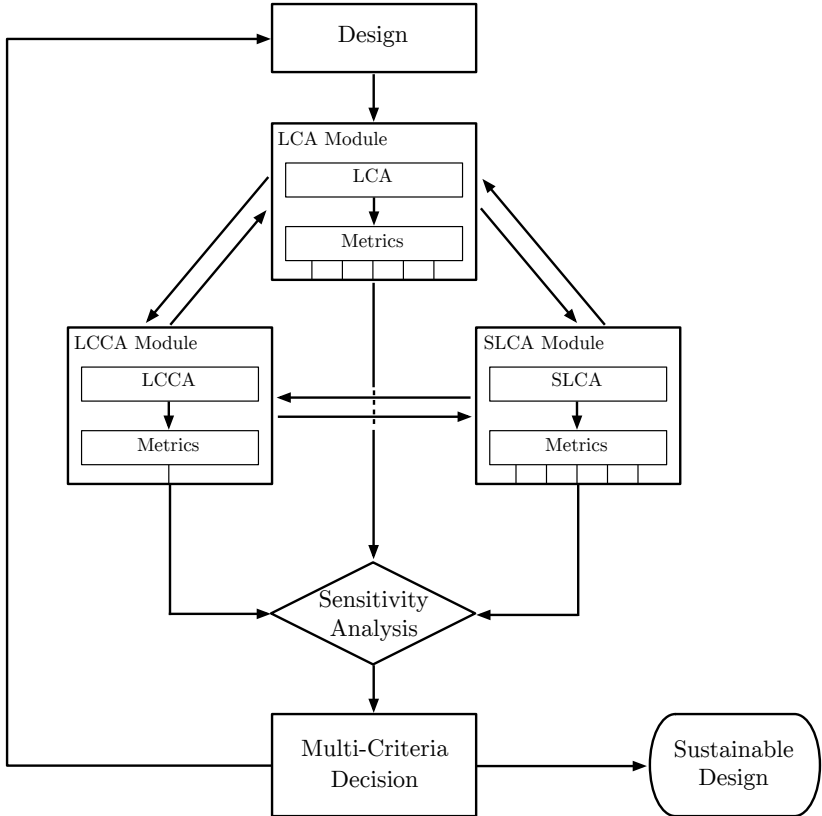 Design
LCA Module
LCA
Metrics
LCCA Module
LCCA
Metrics
SLCA Module
SLCA
Metrics
Sensitivity
Analysis
Multi-Criteria
Decision
Sustainable
Design